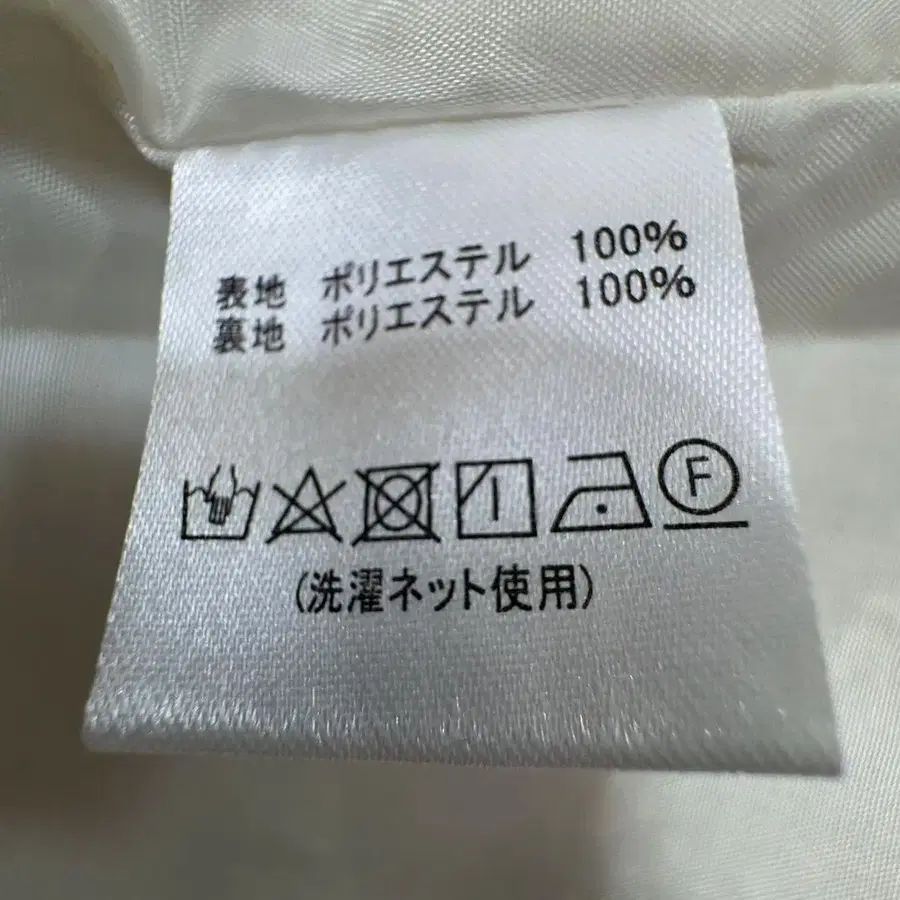 表地 ポリエステル 100%
裏地 ポリエステル 100%
F
(洗濯ネット使用)